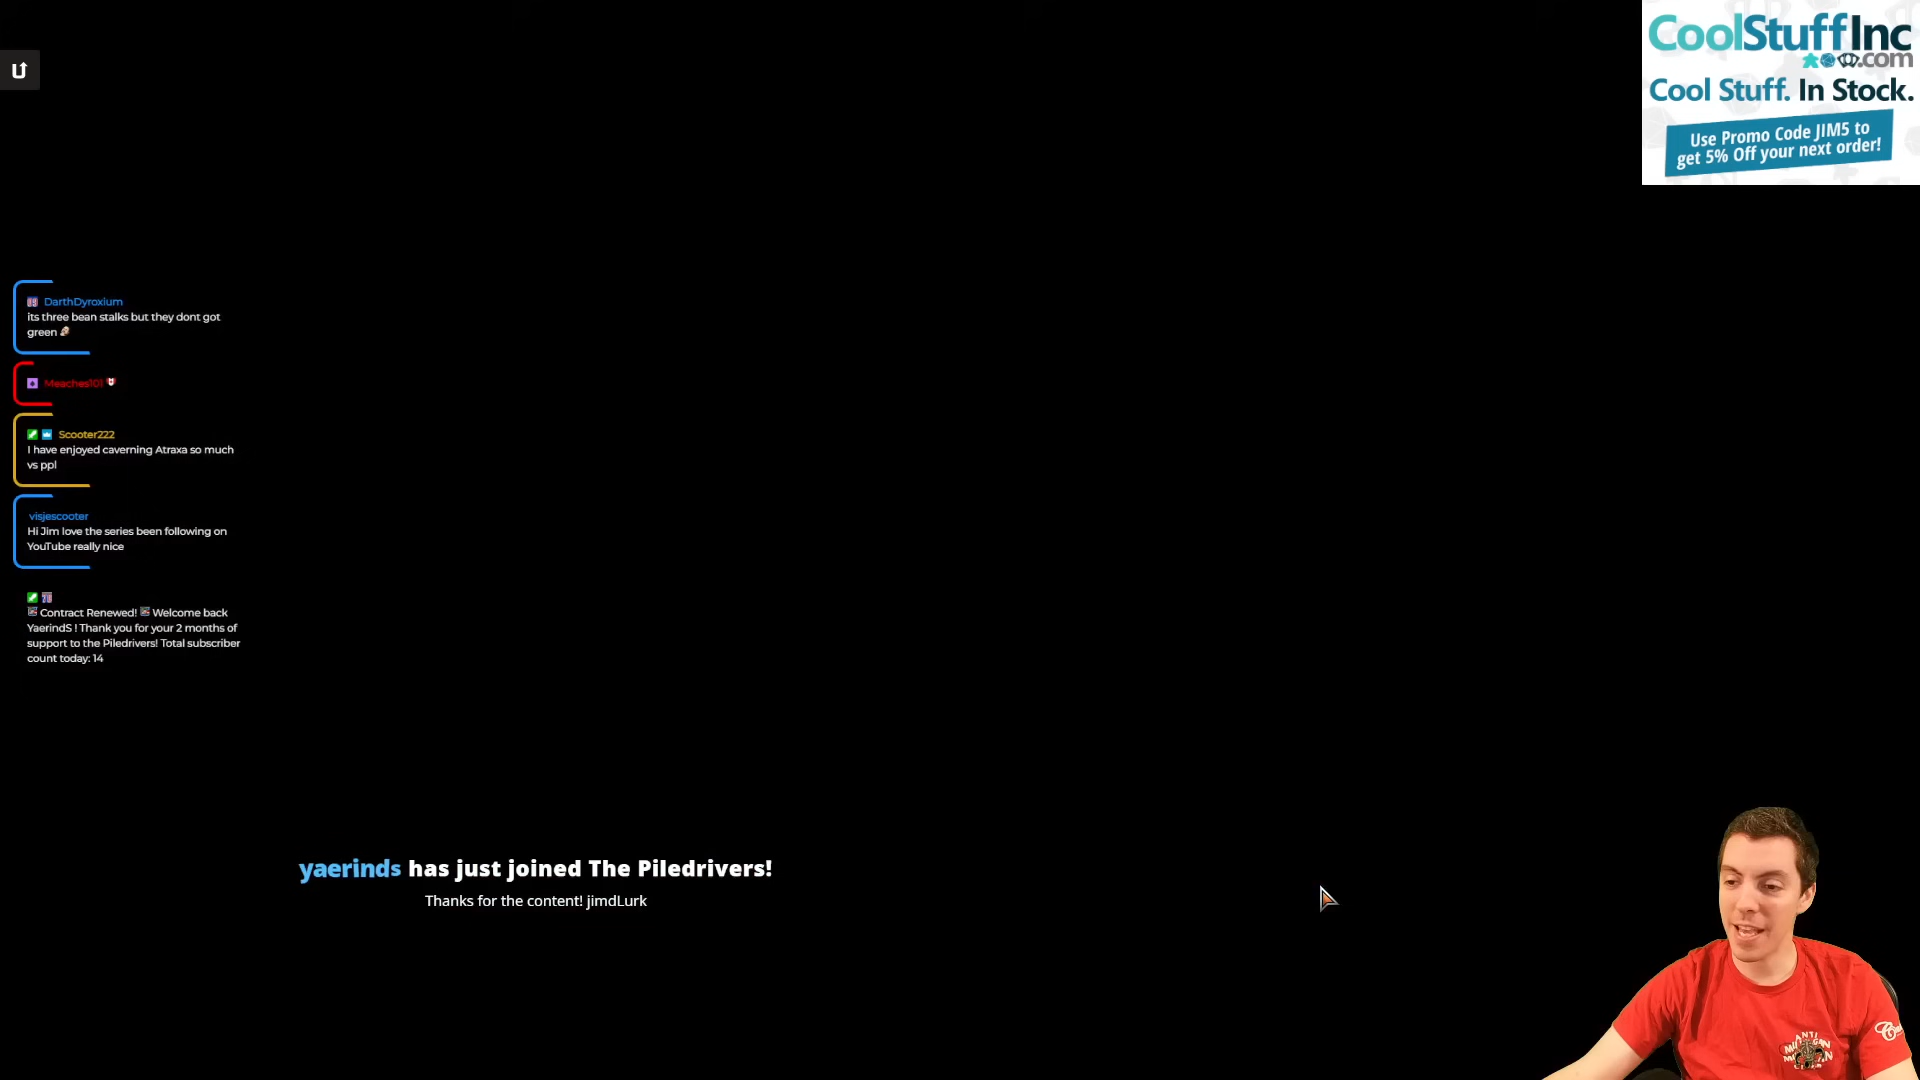 CoolStuffInc
.com
Cool Stuff. In Stock.
Use Promo Code JIM5 to
get 5% Off your next order!
DarthDyroxium
its three bean stalks but they dont got
green
Meaches101
Scooter222
I have enjoyed caverning Atraxa so much
vs ppl
visjescooter
Hi Jim love the series been following on
YouTube really nice
Contract Renewed! Welcome back
YaerindS ! Thank you for your 2 months of
support to the Piledrivers! Total subscriber
count today: 14
yaerinds has just joined The Piledrivers!
Thanks for the content! jimdLurk
ANTI